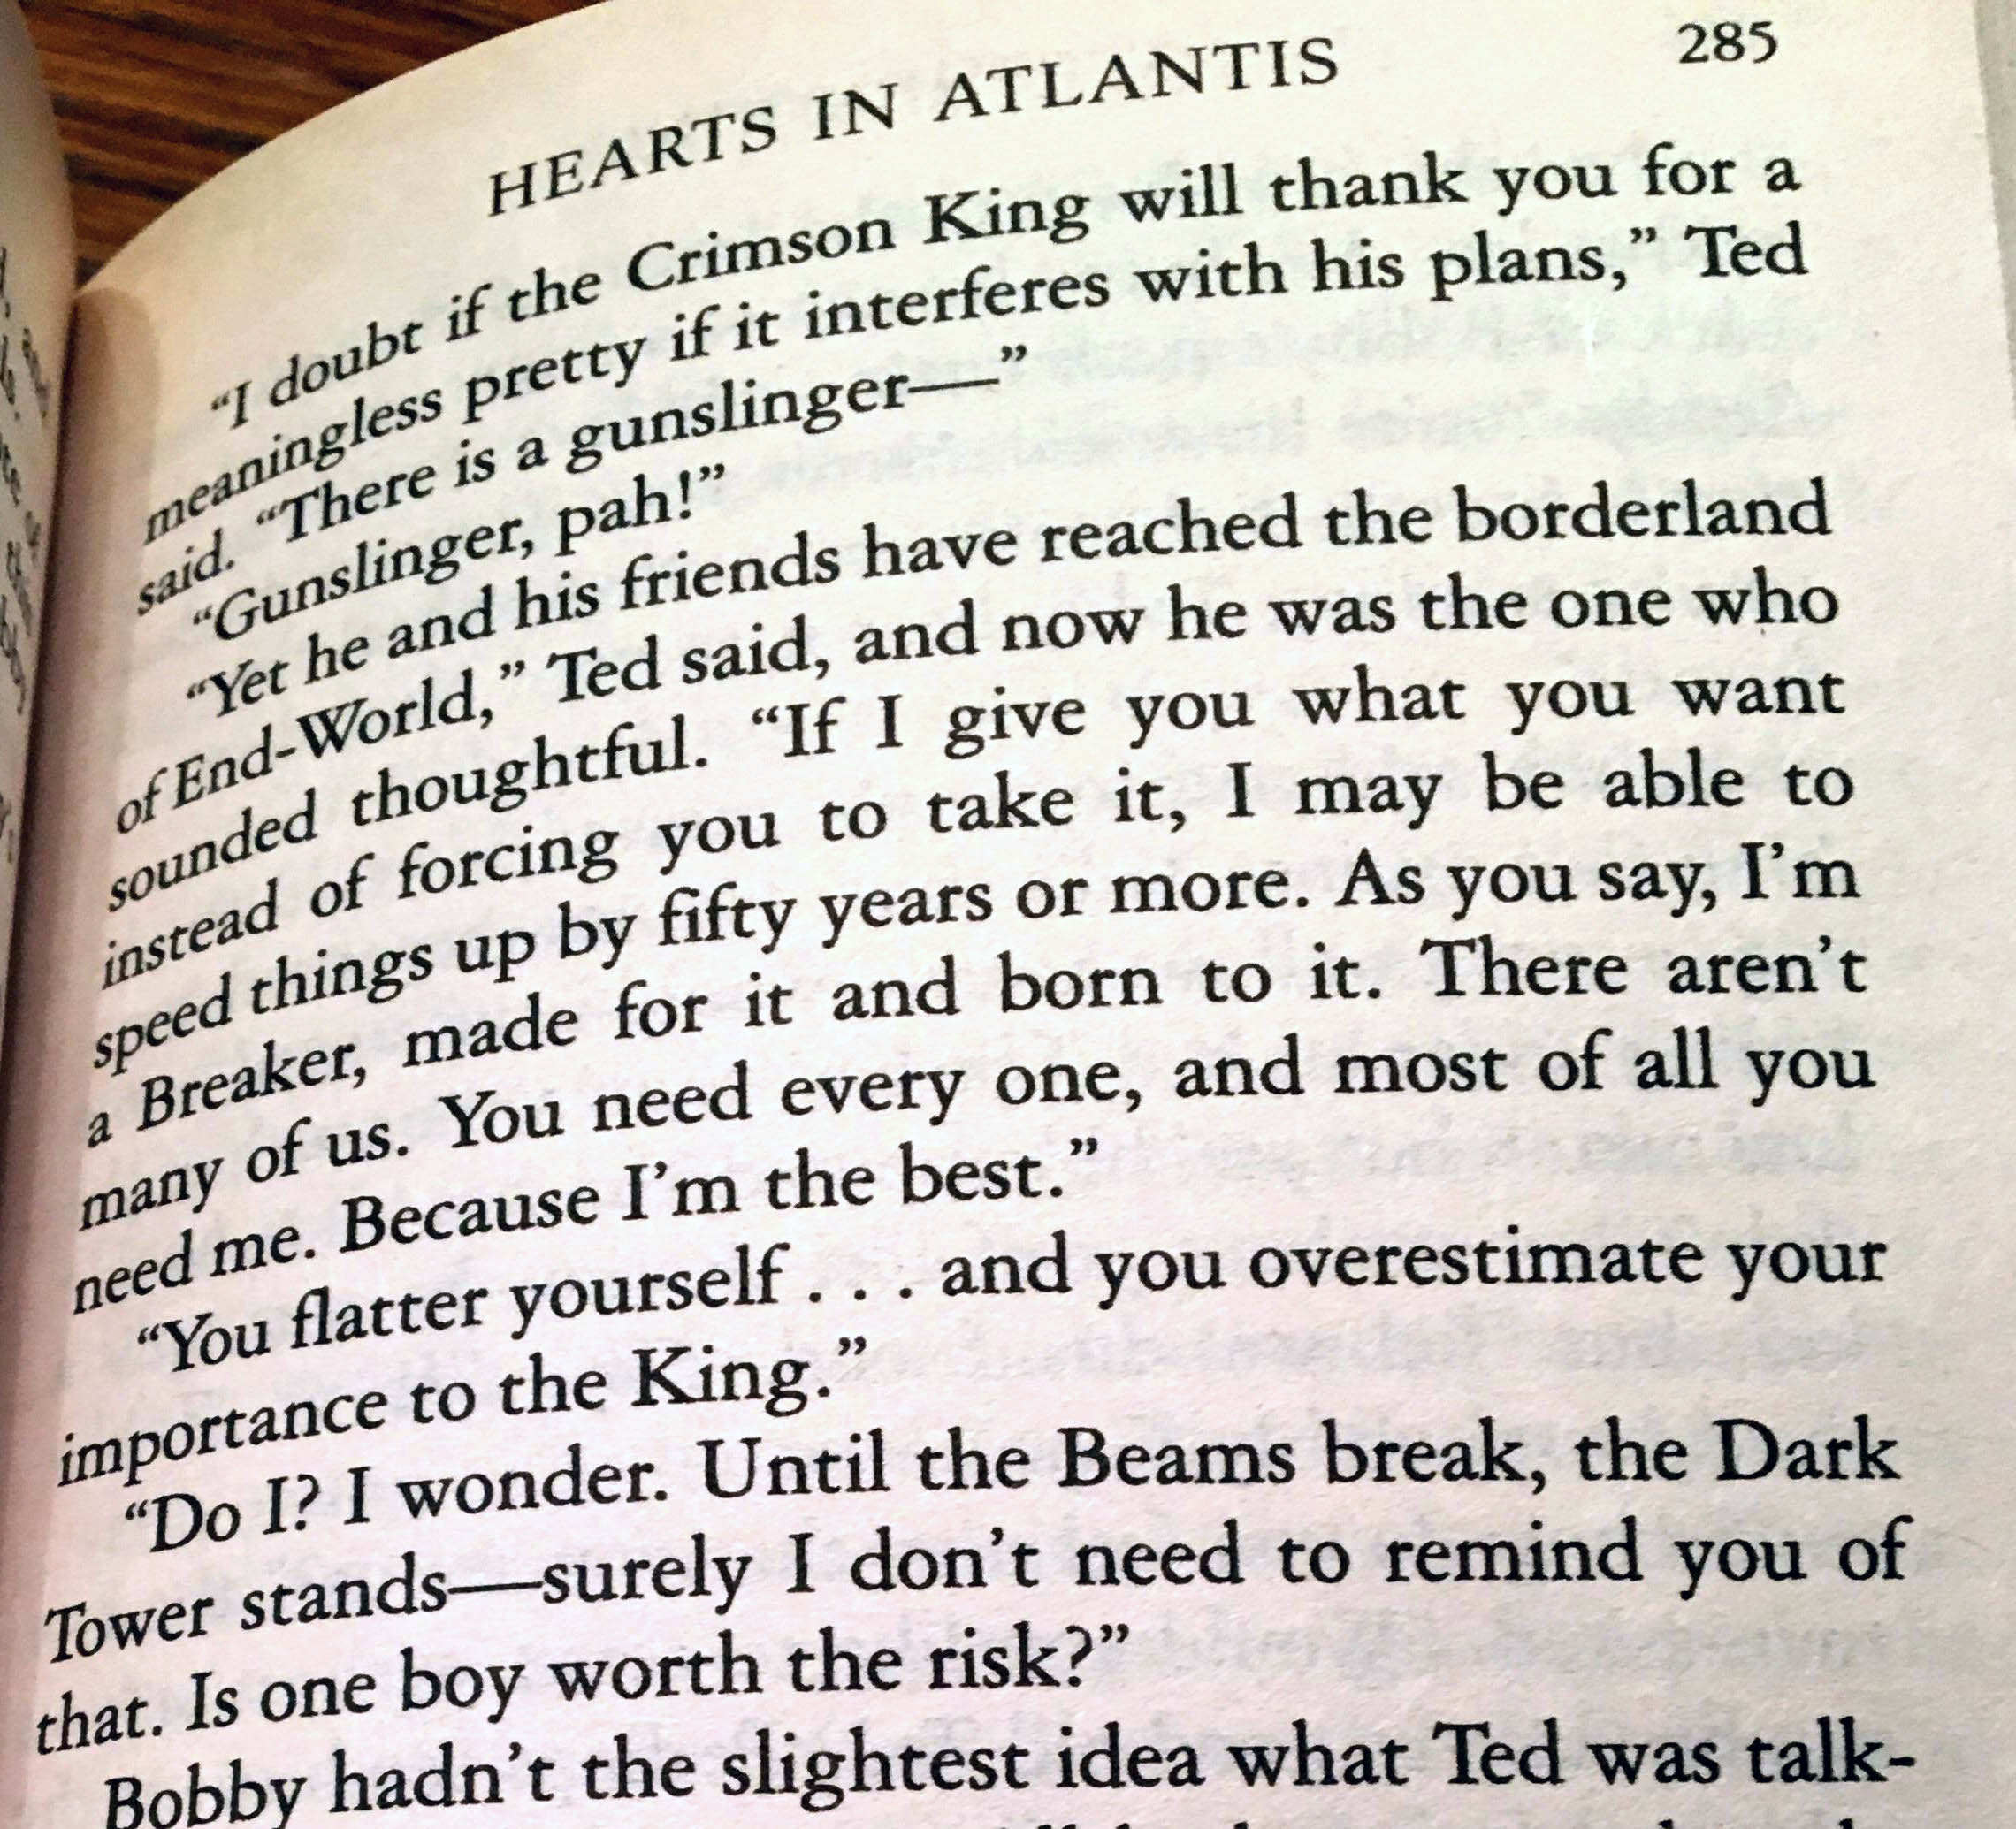 HEARTS IN ATLANTIS 285
“I doubt if the Crimson King will thank you for a
meaningless pretty if it interferes with his plans,” Ted
said. “There is a gunslinger—”
“Gunslinger, pah!”
“Yet he and his friends have reached the borderland
of End-World,” Ted said, and now he was the one who
sounded thoughtful. “If I give you what you want
instead of forcing you to take it, I may be able to
speed things up by fifty years or more. As you say, I’m
a Breaker, made for it and born to it. There aren’t
many of us. You need every one, and most of all you
need me. Because I’m the best.”
“You flatter yourself . . . and you overestimate your
importance to the King.”
“Do I? I wonder. Until the Beams break, the Dark
Tower stands—surely I don’t need to remind you of
that. Is one boy worth the risk?”
Bobby hadn’t the slightest idea what Ted was talk-